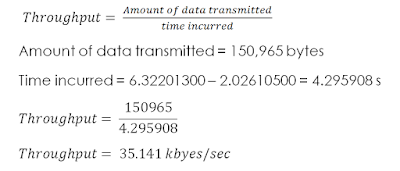 Throughput = Amount of data transmitted / time incurred
Amount of data transmitted = 150,965 bytes
Time incurred = 6.32201300 – 2.02610500 = 4.295908 s
Throughput = 150965 / 4.295908
Throughput = 35.141 kbyes/sec